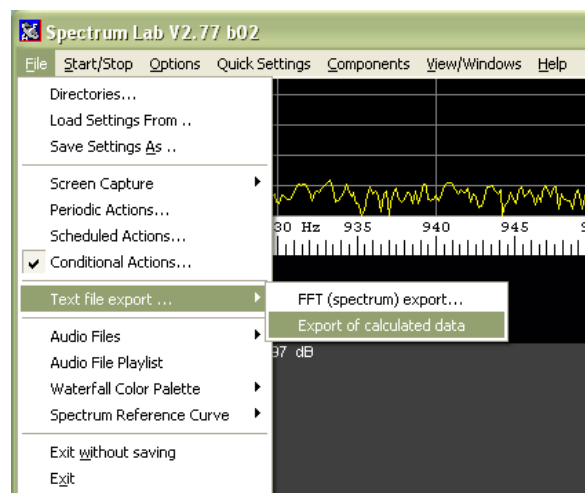 Spectrum Lab V2.77 b02
File Start/Stop Options Quick Settings Components View/Windows Help
Directories...
Load Settings From ..
Save Settings As ..
Screen Capture
Periodic Actions...
Scheduled Actions...
Conditional Actions...
Text file export ...
Audio Files
Audio File Playlist
Waterfall Color Palette
Spectrum Reference Curve
Exit without saving
Exit
FFT (spectrum) export...
Export of calculated data
30 Hz 935 940 945
97 dB